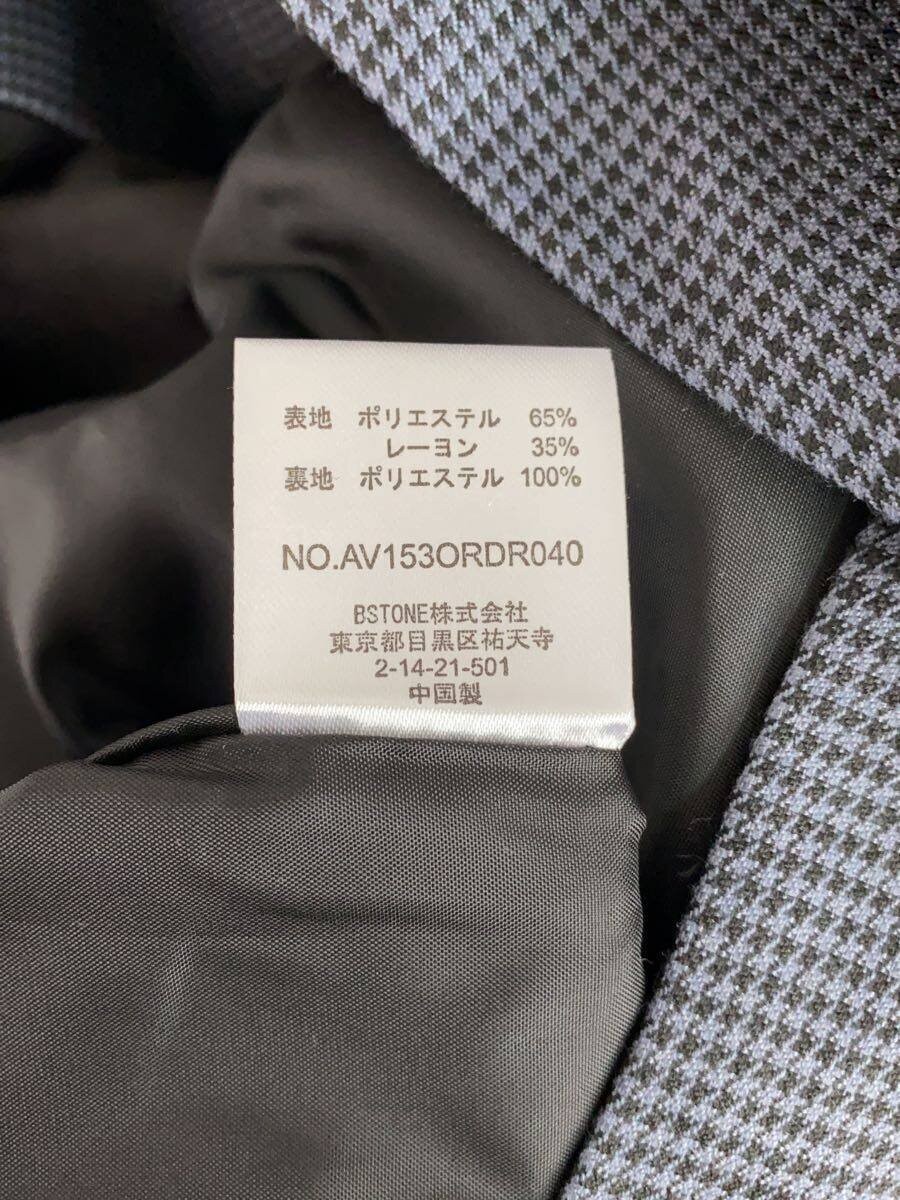 表地 ポリエステル 65%
レーヨン 35%
裏地 ポリエステル 100%
NO.AV153ORDR040
BSTONE株式会社
東京都目黒区祐天寺
2-14-21-501
中国製